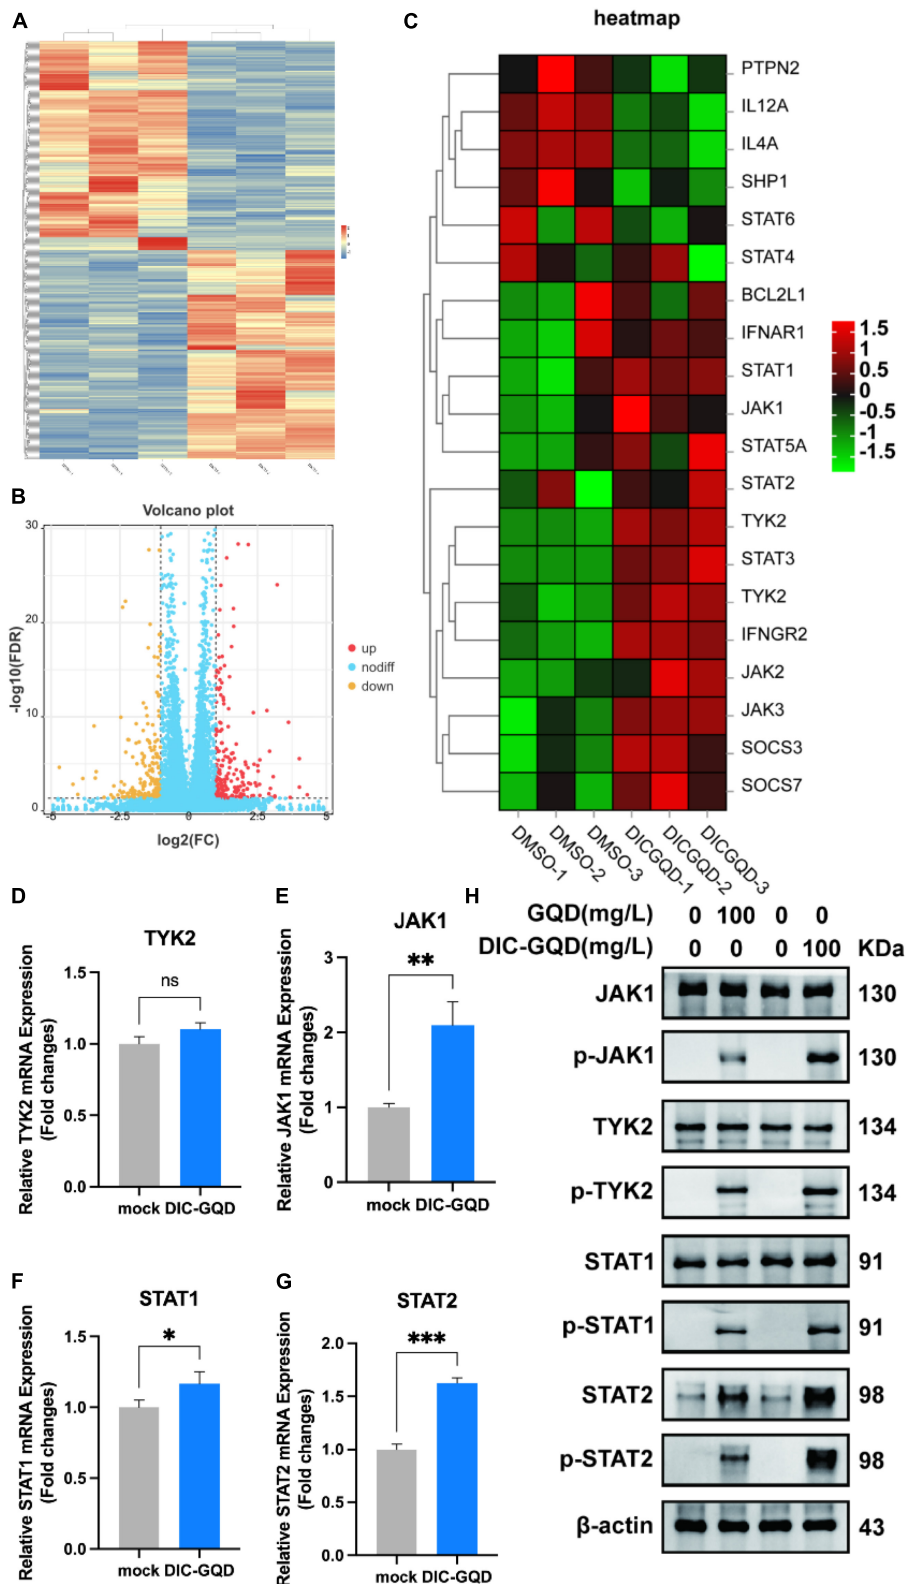 A
B
Volcano plot
30
20
10
0
-5
-2.5
0
2.5
5
-log10(FDR)
log2(FC)
up
nodiff
down
C
heatmap
PTPN2
IL12A
IL4A
SHP1
STAT6
STAT4
BCL2L1
IFNAR1
STAT1
JAK1
STAT5A
STAT2
TYK2
STAT3
TYK2
IFNGR2
JAK2
JAK3
SOCS3
SOCS7
1.5
1
0.5
0
-0.5
-1
-1.5
DMSO-1
DMSO-2
DMSO-3
DICGQD-1
DICGQD-2
DICGQD-3
D
TYK2
ns
1.5
1.0
0.5
0.0
Relative TYK2 mRNA Expression
(Fold changes)
mock DIC-GQD
E
JAK1
**
3
2
1
0
Relative JAK1 mRNA Expression
(Fold changes)
mock DIC-GQD
F
STAT1
*
1.5
1.0
0.5
0.0
Relative STAT1 mRNA Expression
(Fold changes)
mock DIC-GQD
G
STAT2
***
2.0
1.5
1.0
0.5
0.0
Relative STAT2 mRNA Expression
(Fold changes)
mock DIC-GQD
H
GQD(mg/L) 0 100 0 0
DIC-GQD(mg/L) 0 0 0 100 KDa
JAK1 130
p-JAK1 130
TYK2 134
p-TYK2 134
STAT1 91
p-STAT1 91
STAT2 98
p-STAT2 98
β-actin 43